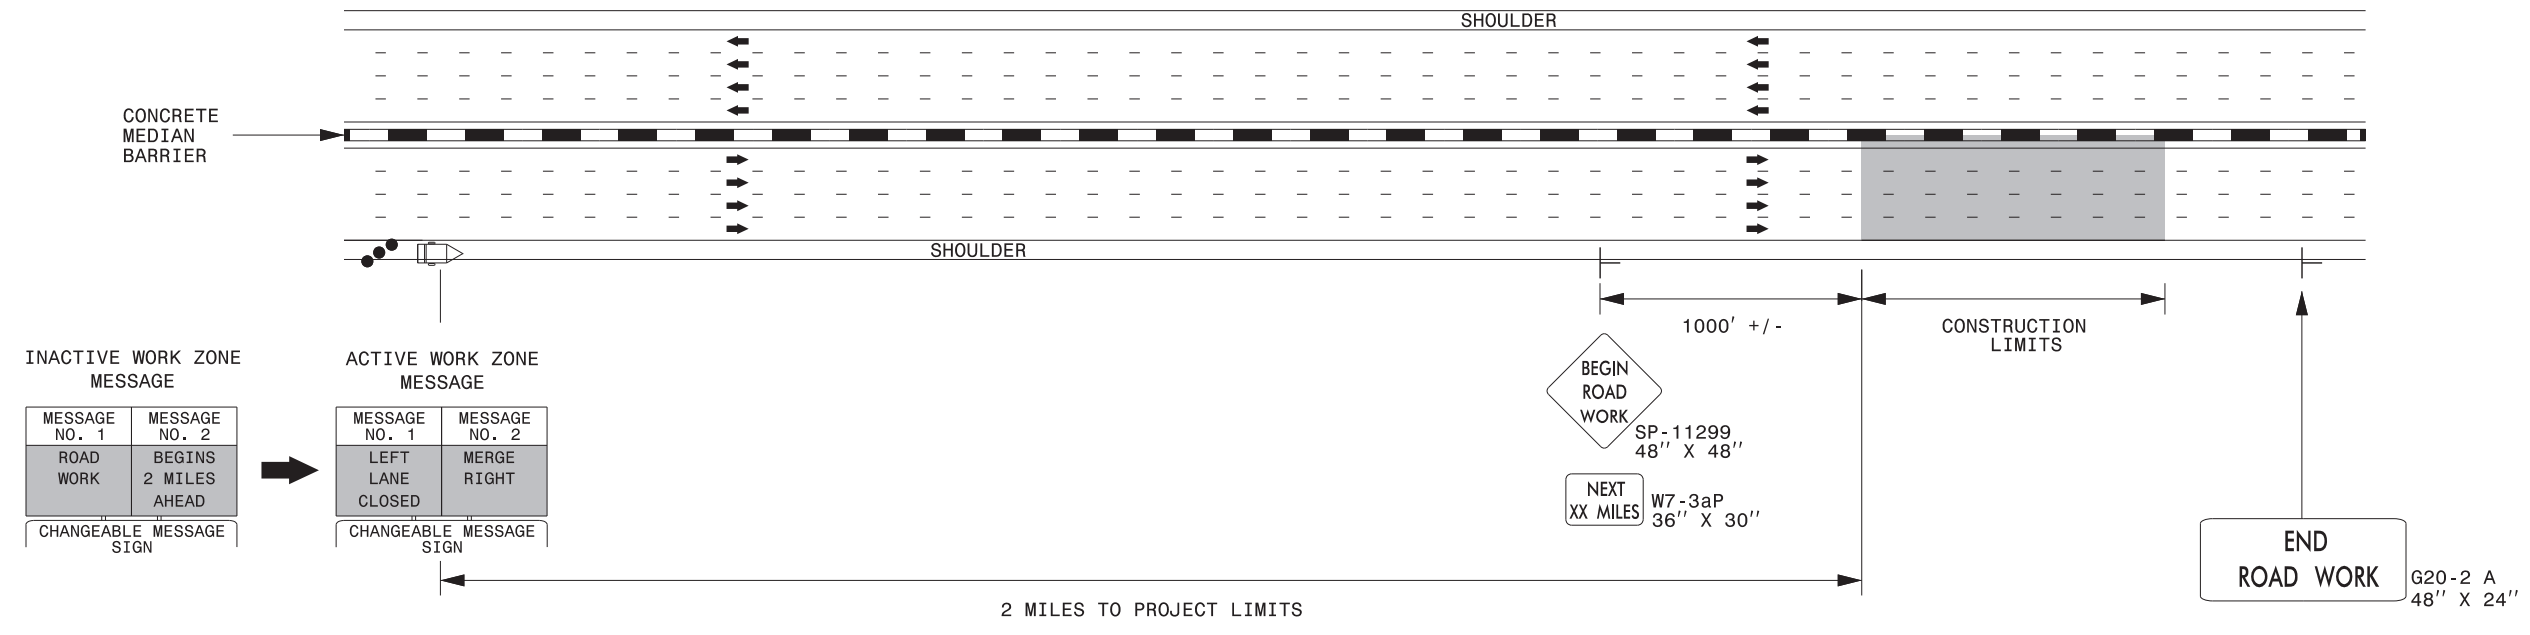 SHOULDER
CONCRETE
MEDIAN
BARRIER
SHOULDER
1000' +/-
CONSTRUCTION
LIMITS
INACTIVE WORK ZONE
MESSAGE
MESSAGE
NO. 1
MESSAGE
NO. 2
ROAD
WORK
BEGINS
2 MILES
AHEAD
CHANGEABLE MESSAGE
SIGN
ACTIVE WORK ZONE
MESSAGE
MESSAGE
NO. 1
MESSAGE
NO. 2
LEFT
LANE
CLOSED
MERGE
RIGHT
CHANGEABLE MESSAGE
SIGN
BEGIN
ROAD
WORK
SP-11299
48'' X 48''
NEXT
XX MILES
W7-3aP
36'' X 30''
END
ROAD WORK
G20-2 A
48'' X 24''
2 MILES TO PROJECT LIMITS